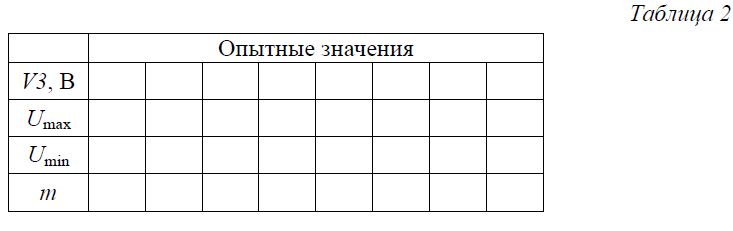 Таблица 2
Опытные значения
V3, В
Umax
Umin
m